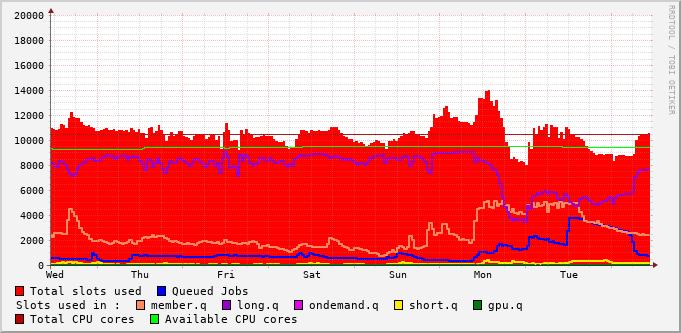 20000
18000
16000
14000
12000
10000
8000
6000
4000
2000
0
Wed Thu Fri Sat Sun Mon Tue
RRDTOOL / TOBI OETIKER
Total slots used Queued Jobs
Slots used in : member.q long.q ondemand.q short.q gpu.q
Total CPU cores Available CPU cores